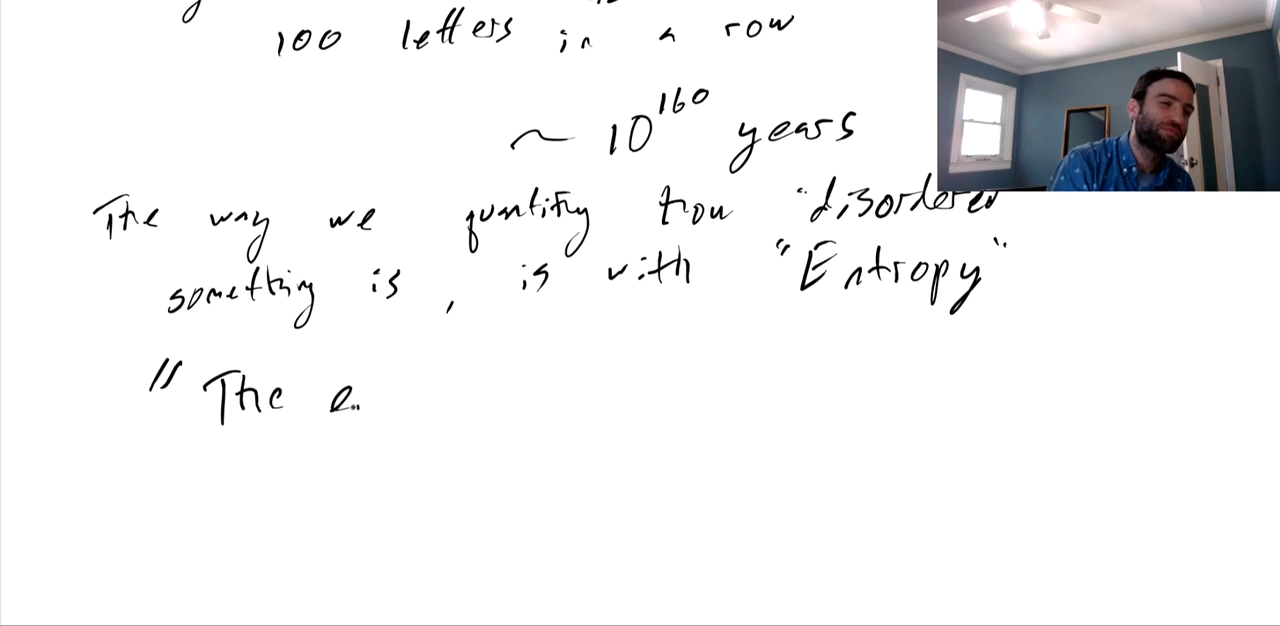 100 letters in a row
~ 10^160 years
The way we quantify how "disordered
something is, is with "Entropy"
" The e